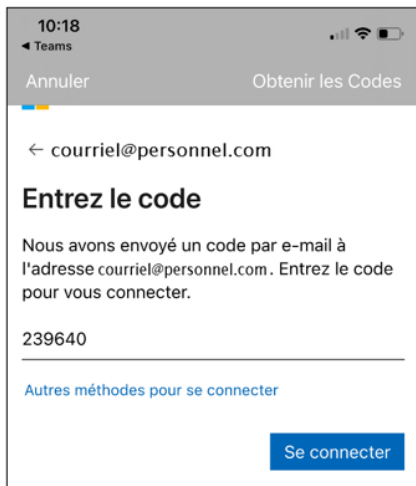 10:18
◀ Teams
Annuler Obtenir les Codes
← courriel@personnel.com
Entrez le code
Nous avons envoyé un code par e-mail à
l'adresse courriel@personnel.com. Entrez le code
pour vous connecter.
239640
Autres méthodes pour se connecter
Se connecter